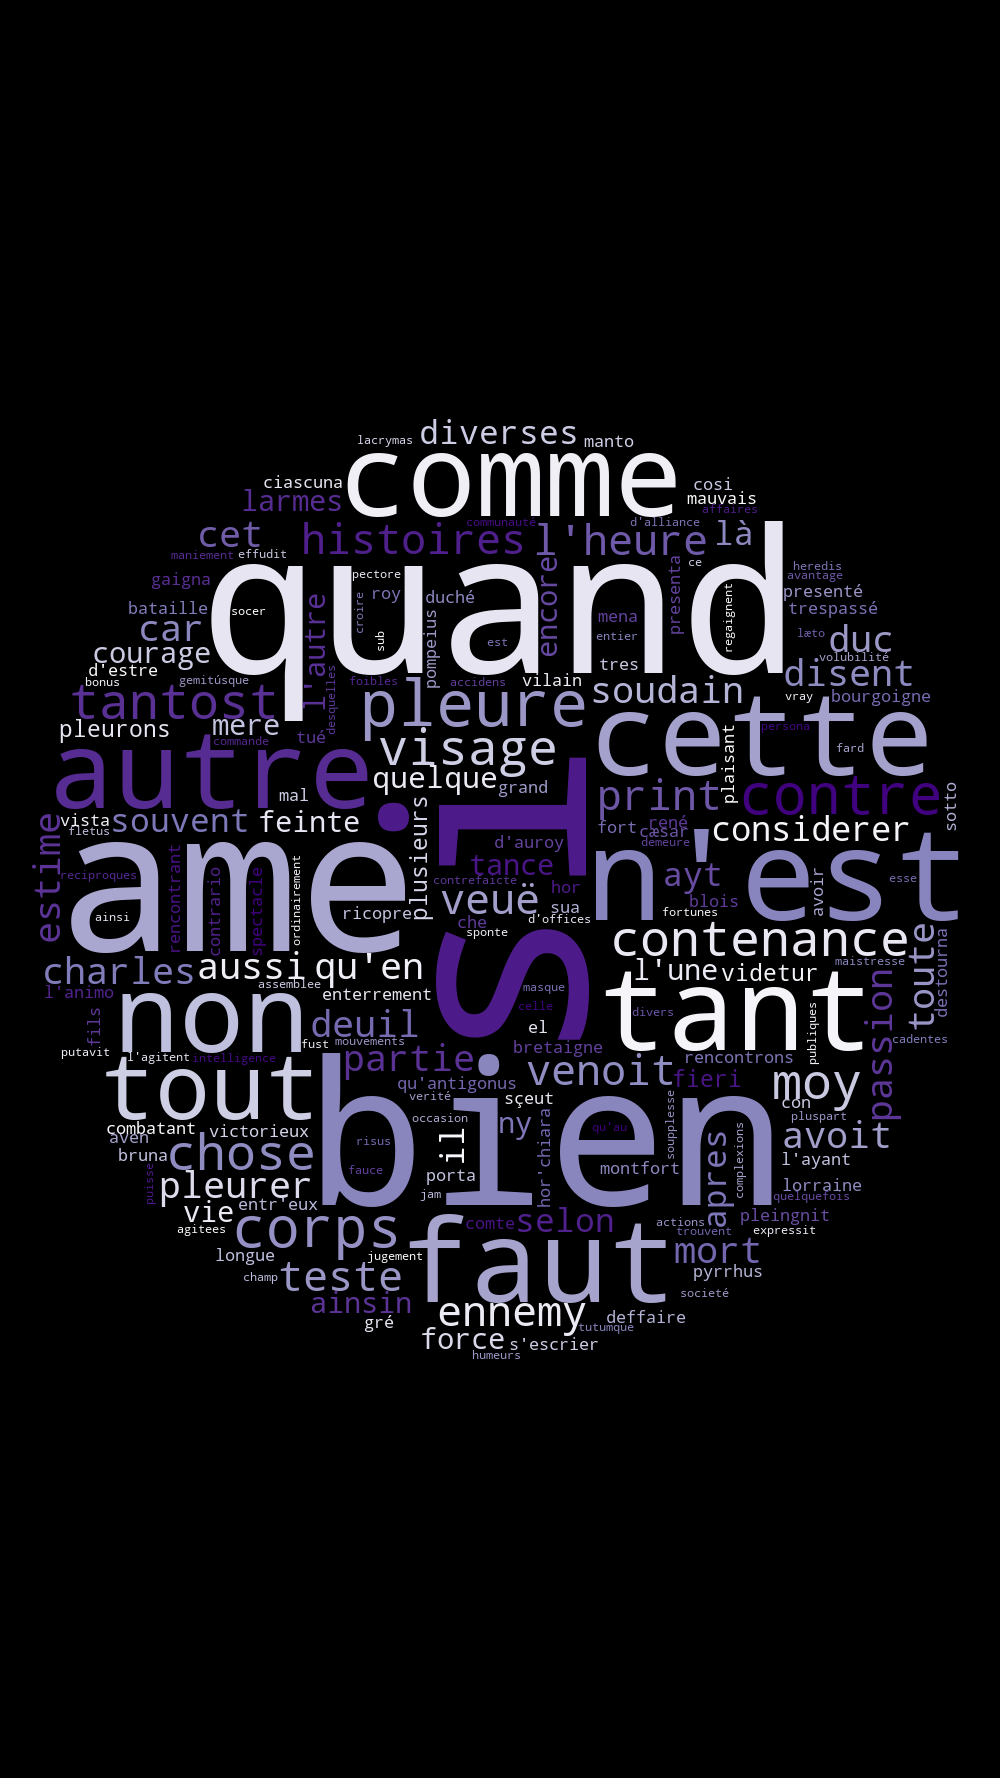 diverses
lacrymas
manto
comme
ciascuna
cosi
larmes
mauvais
affaires
communauté
d'alliance
cet
histoires
l'heure
là
quand
maniement
effudit
encore
ce
presenta
heredis
pectore
avantage
gaigna
roy
croire
duché
regaignent
presenté
l'autre
bataille
socer
pompeius
mena
trespassé
car
sub
est
entier
læto
duc
courage
volubilité
d'estre
tres
disent
bonus
gemitúsque
desquelles
foibles
accidens
vilain
soudain
vray
bourgoigne
tantost
pleure
cette
pleurons
mere
tué
commande
visage
persona
plaisant
fard
autre
quelque
grand
si
print
contre
mal
sotto
vista
souvent
feinte
plusieurs
fort
rené
considerer
fletus
cæsar
estime
ame
d'auroy
demeure
n'est
tance
reciproques
rencontrant
contrario
spectacle
ordinairement
contrefaicte
hor
ayt
avoir
esse
veuë
blois
ainsi
ricopre
sua
fortunes
che
d'offices
sponte
contenance
toute
destourna
charles
aussi
qu'en
l'une
videtur
maistresse
assemblee
l'animo
enterrement
masque
tant
passion
non
celle
divers
fils
deuil
el
publiques
cadentes
fust
mouvements
putavit
l'agitent
intelligence
partie
bretaigne
rencontrons
tout
bien
venoit
fieri
moy
qu'antigonus
verité
sçeut
con
occasion
ny
hor'chiara
soupplesse
pluspart
combatant
victorieux
qu'au
aven
risus
il
complexions
avoit
bruna
chose
apres
l'ayant
puisse
fauce
porta
montfort
pleurer
jam
lorraine
quelquefois
vie
entr'eux
corps
comte
selon
actions
pleingnit
agitees
trouvent
expressit
longue
jugement
faut
mort
champ
teste
pyrrhus
ainsin
societé
gré
ennemy
deffaire
tutumque
force
s'escrier
humeurs